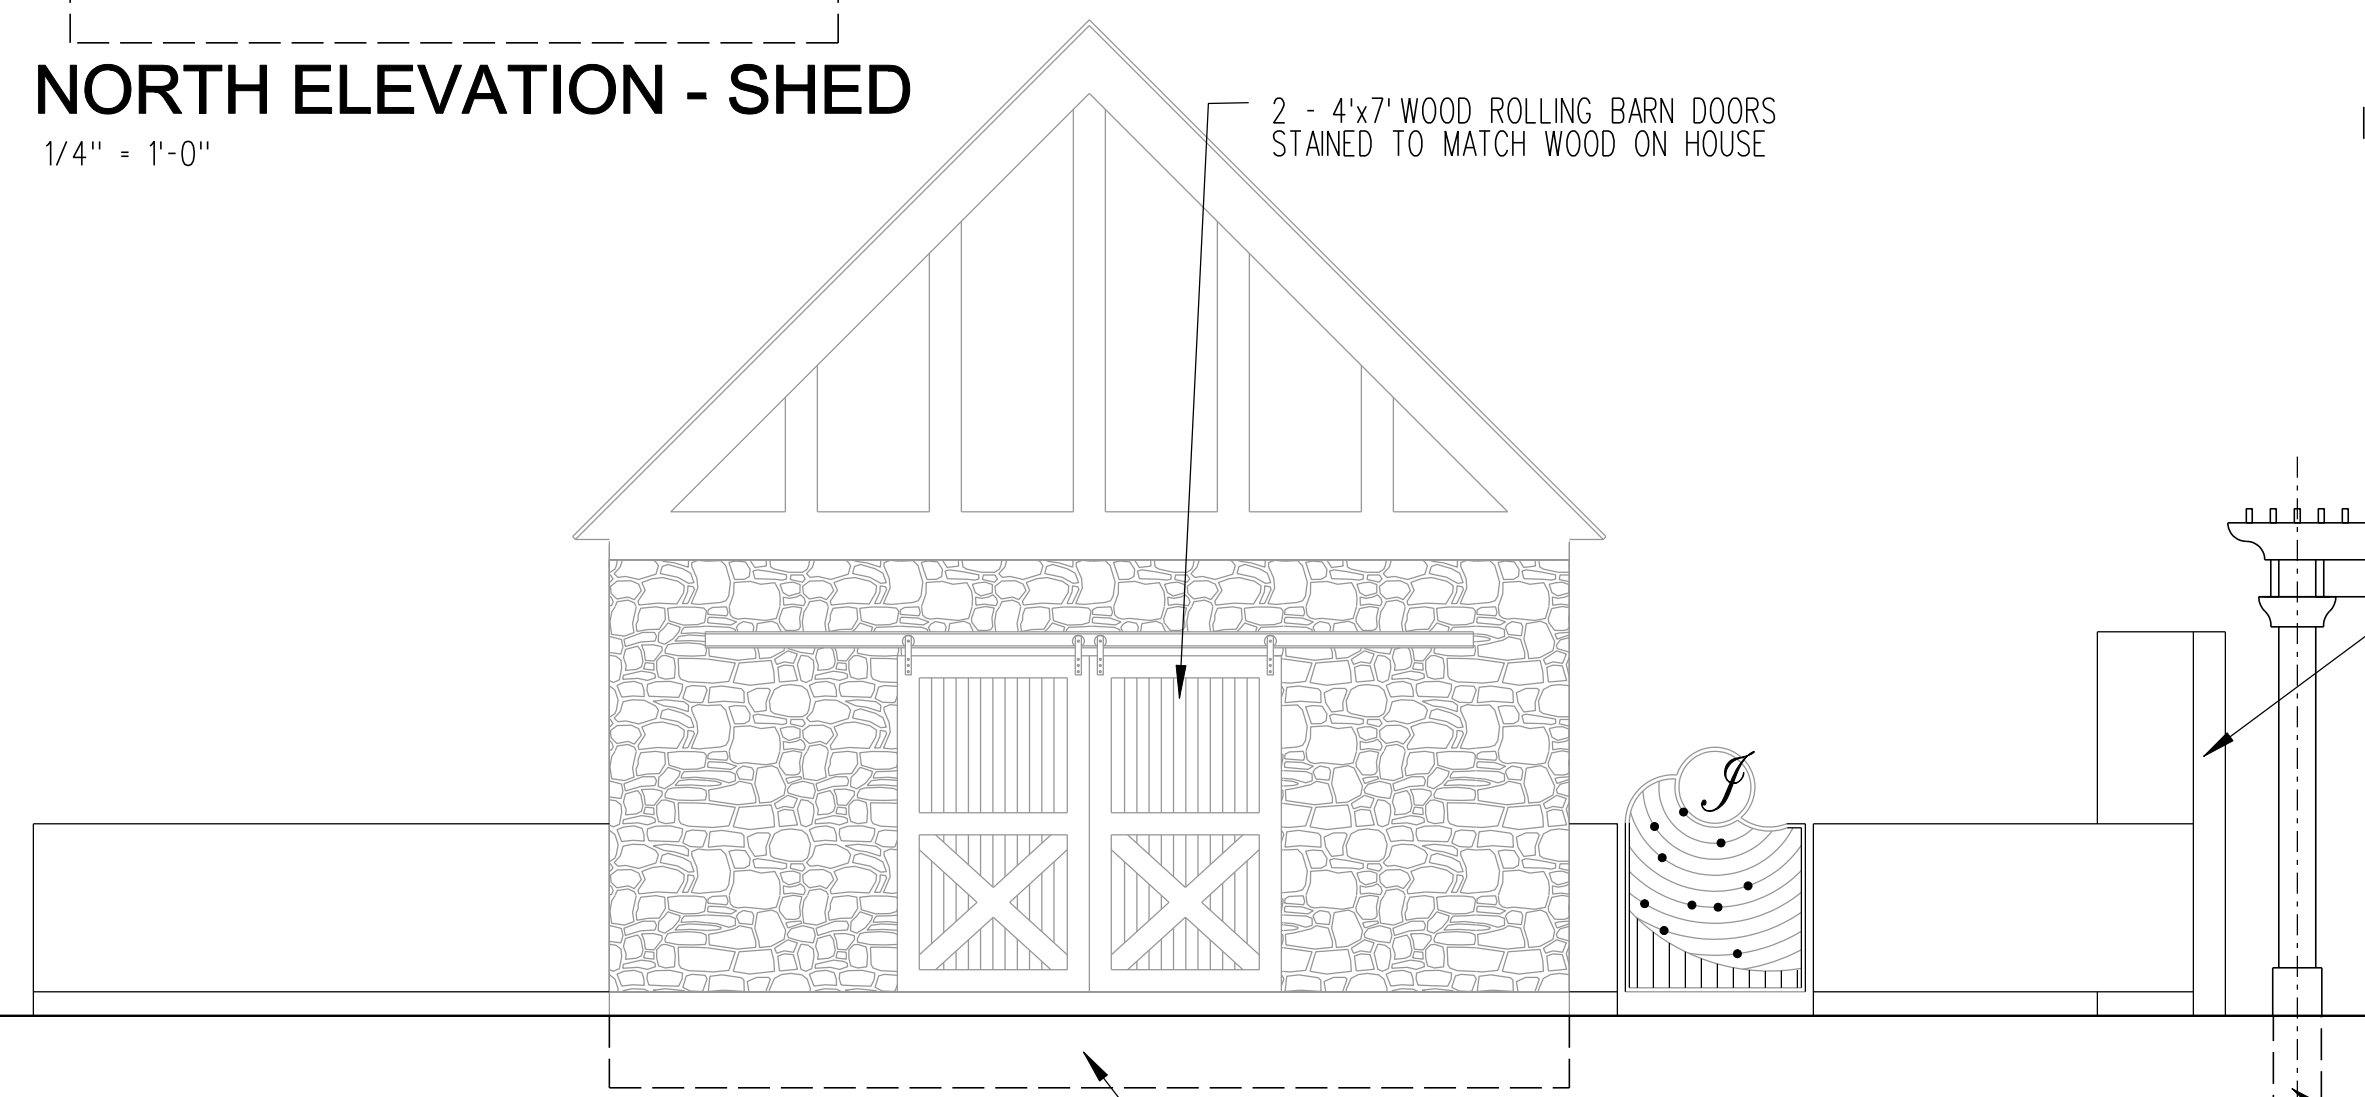 NORTH ELEVATION - SHED
1/4" = 1'-0"
2 - 4'x7' WOOD ROLLING BARN DOORS
STAINED TO MATCH WOOD ON HOUSE
J